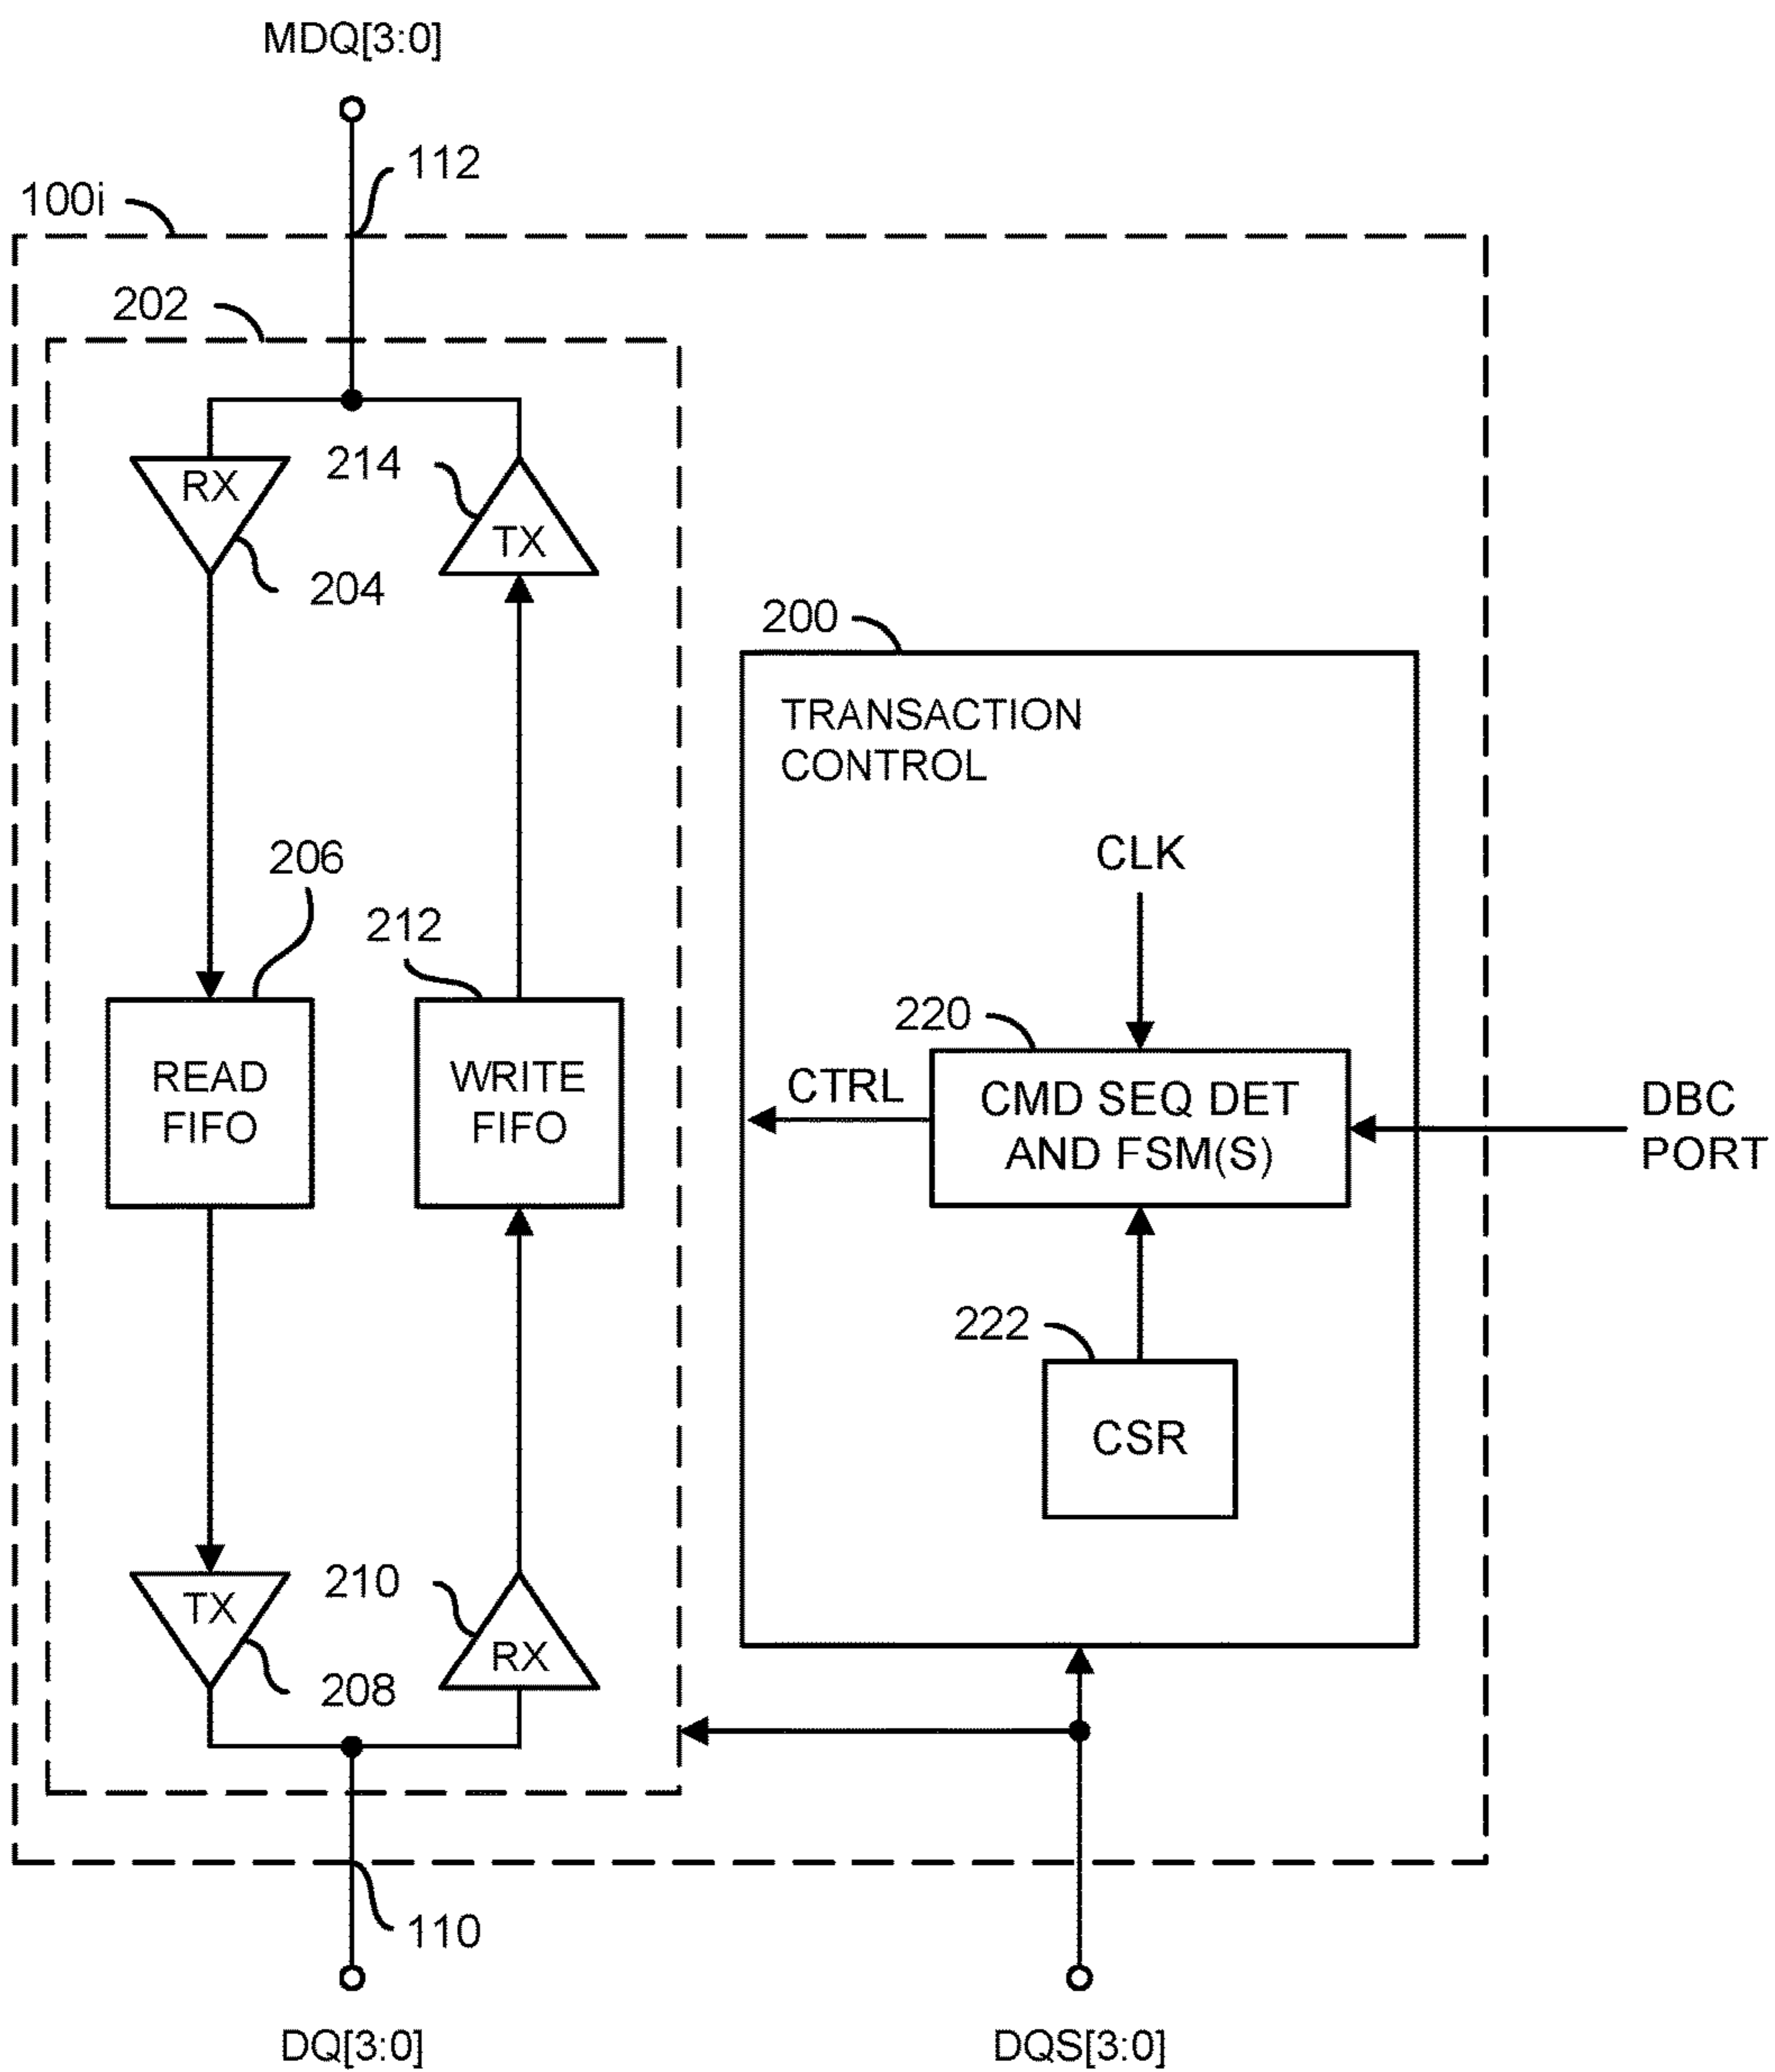 MDQ[3:0]
112
100i
202
RX
214
TX
204
200
TRANSACTION
CONTROL
CLK
206
212
220
READ
FIFO
WRITE
FIFO
CTRL
CMD SEQ DET
AND FSM(S)
DBC
PORT
222
CSR
TX
210
RX
208
110
DQ[3:0]
DQS[3:0]